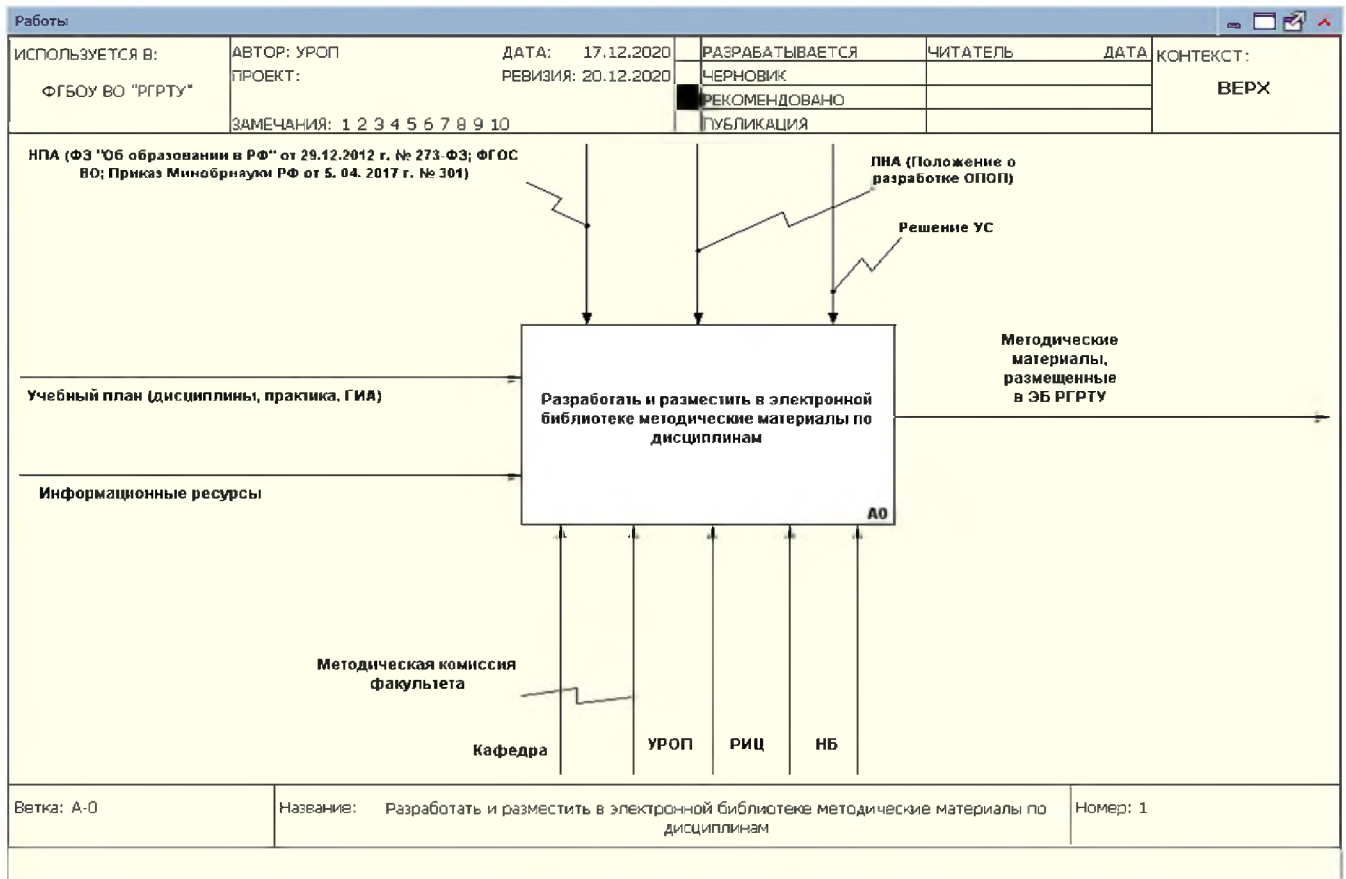 Работы
ИСПОЛЬЗУЕТСЯ В:
ФГБОУ ВО "РГРТУ"
АВТОР: УРОП
ДАТА: 17.12.2020
ПРОЕКТ:
РЕВИЗИЯ: 20.12.2020
ЗАМЕЧАНИЯ: 1 2 3 4 5 6 7 8 9 10
РАЗРАБАТЫВАЕТСЯ
ЧЕРНОВИК
РЕКОМЕНДОВАНО
ПУБЛИКАЦИЯ
ЧИТАТЕЛЬ ДАТА
КОНТЕКСТ:
ВЕРХ
НПА (ФЗ "Об образовании в РФ" от 29.12.2012 г. № 273-ФЗ; ФГОС
ВО; Приказ Минобрнауки РФ от 5. 04. 2017 г. № 301)
ЛНА (Положение о
разработке ОПОП)
Решение УС
Учебный план (дисциплины, практика, ГИА)
Информационные ресурсы
Разработать и разместить в электронной
библиотеке методические материалы по
дисциплинам
А0
Методические
материалы,
размещенные
в ЭБ РГРТУ
Методическая комиссия
факультета
Кафедра
УРОП
РИЦ
НБ
Ветка: А-0
Название: Разработать и разместить в электронной библиотеке методические материалы по
дисциплинам
Номер: 1